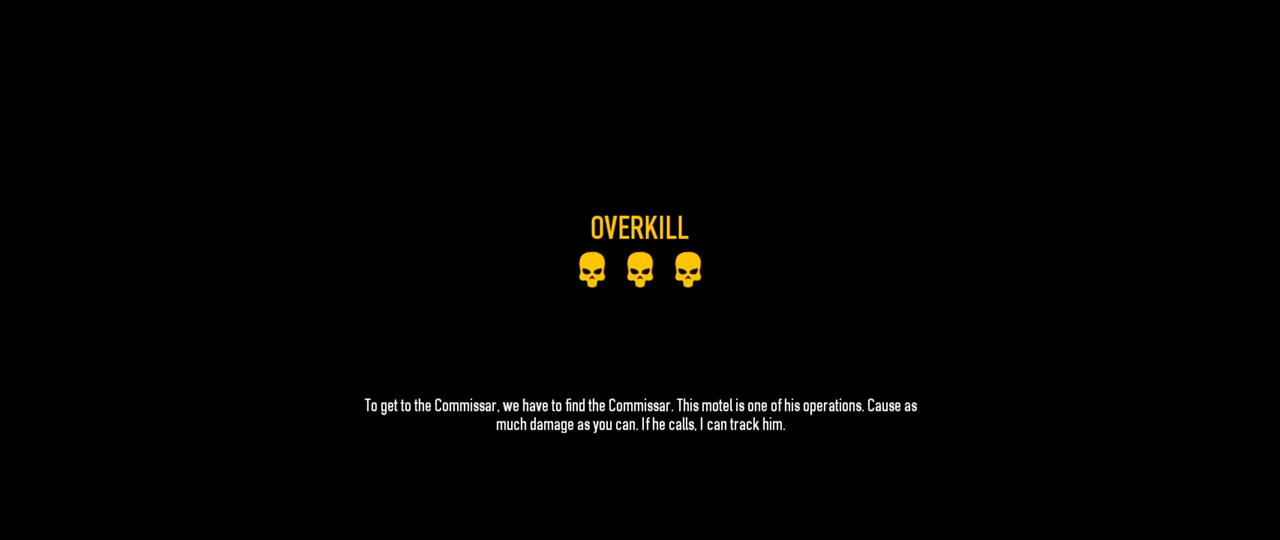 OVERKILL
To get to the Commissar, we have to find the Commissar. This motel is one of his operations. Cause as
much damage as you can. If he calls, I can track him.